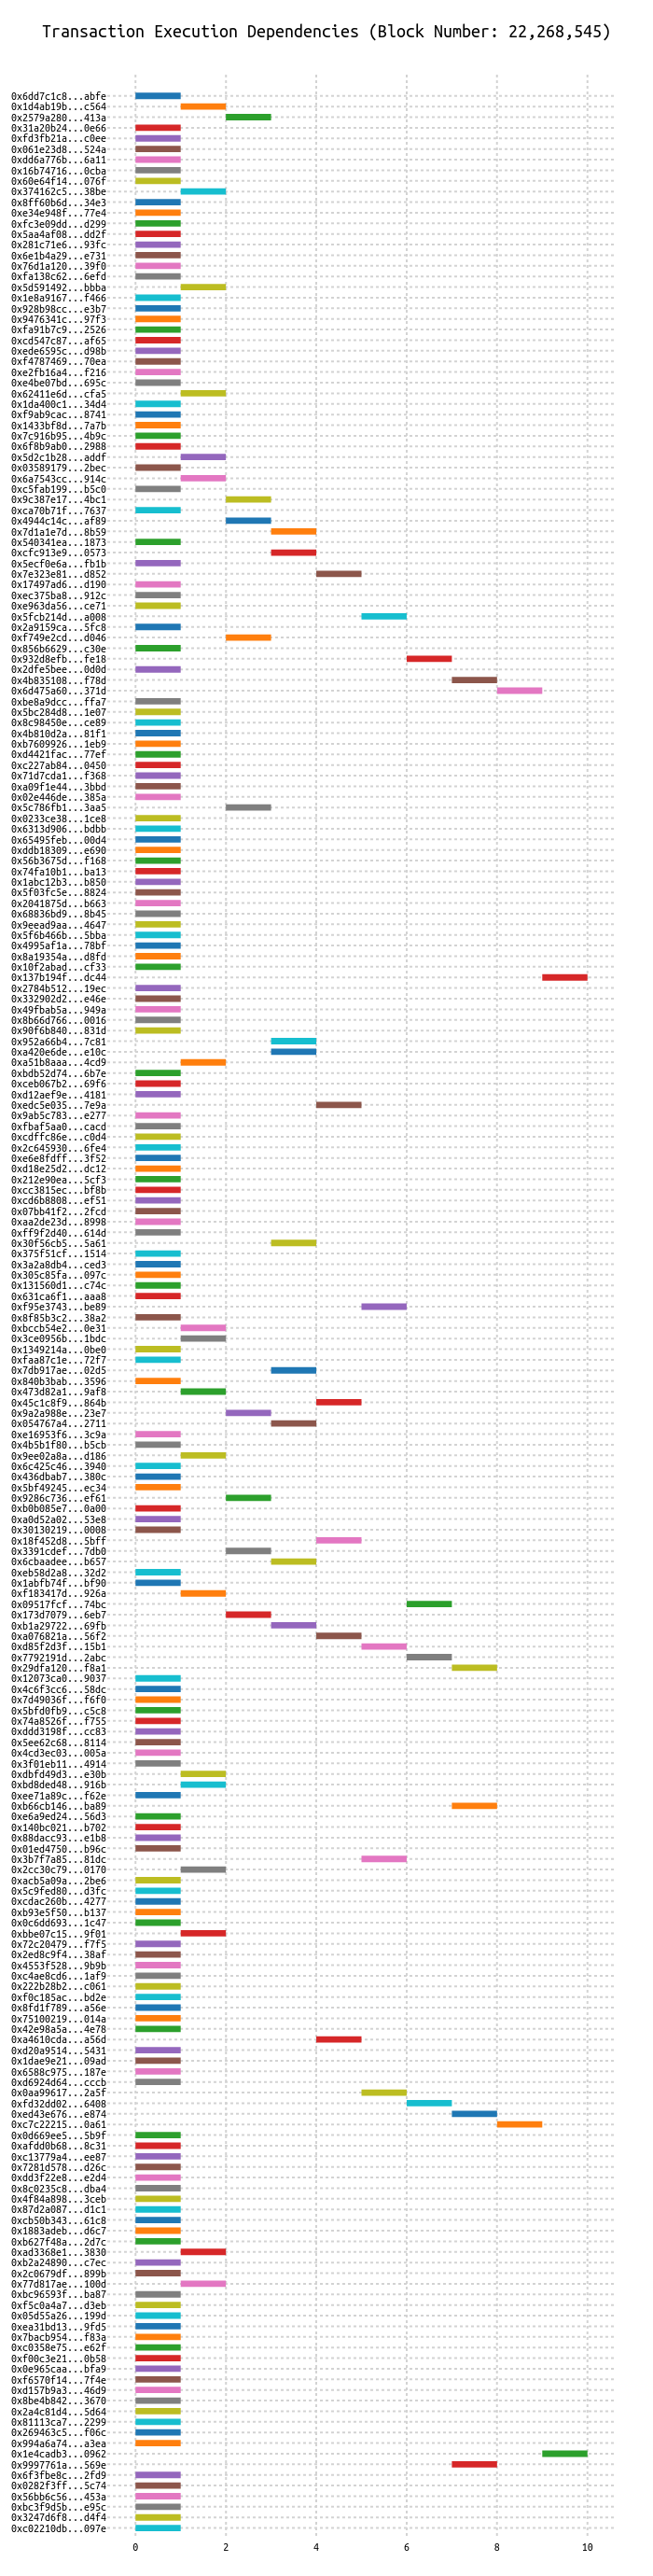 Transaction Execution Dependencies (Block Number: 22,268,545)
0x6dd7c1c8...abfe
0x1d4ab19b...c564
0x2579a280...413a
0x31a20b24...0e66
0xfd3fb21a...c0ee
0x061e23d8...524a
0xdd6a776b...6a11
0x16b74716...0cba
0x60e64f14...076f
0x374162c5...38be
0x8ff60b6d...34e3
0xe34e948f...77e4
0xfc3e09dd...d299
0x5aa4af08...dd2f
0x281c71e6...93fc
0x6e1b4a29...e731
0x76d1a120...39f0
0xfa138c62...6efd
0x5d591492...bbba
0x1e8a9167...f466
0x928b98cc...e3b7
0x9476341c...97f3
0xfa91b7c9...2526
0xcd547c87...af65
0xede6595c...d98b
0xf4787469...70ea
0xe2fb16a4...f216
0xe4be07bd...695c
0x62411e6d...cfa5
0x1da400c1...34d4
0xf9ab9cac...8741
0x1433bf8d...7a7b
0x7c916b95...4b9c
0x6f8b9ab0...2988
0x5d2c1b28...addf
0x03589179...2bec
0x6a7543cc...914c
0xc5fab199...b5c0
0x9c387e17...4bc1
0xca70b71f...7637
0x4944c14c...af89
0x7d1a1e7d...8b59
0x540341ea...1873
0xcfc913e9...0573
0x5ecf0e6a...fb1b
0x7e323e81...d852
0x17497ad6...d190
0xec375ba8...912c
0xe963da56...ce71
0x5fcb214d...a008
0x2a9159ca...5fc8
0xf749e2cd...d046
0x856b6629...c30e
0x932d8efb...fe18
0x2dfe5bee...0d0d
0x4b835108...f78d
0x6d475a60...371d
0xbe8a9dcc...ffa7
0x5bc284d8...1e07
0x8c98450e...ce89
0x4b810d2a...81f1
0xb7609926...1eb9
0xd4421fac...77ef
0xc227ab84...0450
0x71d7cda1...f368
0xa09f1e44...3bbd
0x02e446de...385a
0x5c786fb1...3aa5
0x0233ce38...1ce8
0x6313d906...bdbb
0x65495feb...00d4
0xddb18309...e690
0x56b3675d...f168
0x74fa10b1...ba13
0x1abc12b3...b850
0x5f03fc5e...8824
0x2041875d...b663
0x68836bd9...8b45
0x9eead9aa...4647
0x5f6b466b...5bba
0x4995af1a...78bf
0x8a19354a...d8fd
0x10f2abad...cf33
0x137b194f...dc44
0x2784b512...19ec
0x332902d2...e46e
0x49fbab5a...949a
0x8b66d766...0016
0x90f6b840...831d
0x952a66b4...7c81
0xa420e6de...e10c
0xa51b8aaa...4cd9
0xbdb52d74...6b7e
0xceb067b2...69f6
0xd12aef9e...4181
0xedc5e035...7e9a
0x9ab5c783...e277
0xfbaf5aa0...cacd
0xcdffc86e...c0d4
0x2c645930...6fe4
0xe6e8fdff...3f52
0xd18e25d2...dc12
0x212e90ea...5cf3
0xcc3815ec...bf8b
0xcd6b8808...ef51
0x07bb41f2...2fcd
0xaa2de23d...8998
0xff9f2d40...614d
0x30f56cb5...5a61
0x375f51cf...1514
0x3a2a8db4...ced3
0x305c85fa...097c
0x131560d1...c74c
0x631ca6f1...aaa8
0xf95e3743...be89
0x8f85b3c2...38a2
0xbccb54e2...0e31
0x3ce0956b...1bdc
0x1349214a...0be0
0xfaa87c1e...72f7
0x7db917ae...02d5
0x840b3bab...3596
0x473d82a1...9af8
0x45c1c8f9...864b
0x9a2a988e...23e7
0x054767a4...2711
0xe16953f6...3c9a
0x4b5b1f80...b5cb
0x9ee02a8a...d186
0x6c425c46...3940
0x436dbab7...380c
0x5bf49245...ec34
0x9286c736...ef61
0xb0b085e7...0a00
0xa0d52a02...53e8
0x30130219...0008
0x18f452d8...5bff
0x3391cdef...7db0
0x6cbaadee...b657
0xeb58d2a8...32d2
0x1abfb74f...bf90
0xf183417d...926a
0x09517fcf...74bc
0x173d7079...6eb7
0xb1a29722...69fb
0xa076821a...56f2
0xd85f2d3f...15b1
0x7792191d...2abc
0x29dfa120...f8a1
0x12073ca0...9037
0x4c6f3cc6...58dc
0x7d49036f...f6f0
0x5bfd0fb9...c5c8
0x74a8526f...f755
0xddd3198f...cc83
0x5ee62c68...8114
0x4cd3ec03...005a
0x3f01eb11...4914
0xdbfd49d3...e30b
0xbd8ded48...916b
0xee71a89c...f62e
0xb66cb146...ba89
0xe6a9ed24...56d3
0x140bc021...b702
0x88dacc93...e1b8
0x01ed4750...b96c
0x3b7f7a85...81dc
0x2cc30c79...0170
0xacb5a09a...2be6
0x5c9fed80...d3fc
0xcdac260b...4277
0xb93e5f50...b137
0x0c6dd693...1c47
0xbbe07c15...9f01
0x72c20479...f7f5
0x2ed8c9f4...38af
0x4553f528...9b9b
0xc4ae8cd6...1af9
0x222b28b2...c061
0xf0c185ac...bd2e
0x8fd1f789...a56e
0x75100219...014a
0x42e98a5a...4e78
0xa4610cda...a56d
0xd20a9514...5431
0x1dae9e21...09ad
0x6588c975...187e
0xd6924d64...cccb
0x0aa99617...2a5f
0xfd32dd02...6408
0xed43e676...e874
0xc7c22215...0a61
0x0d669ee5...5b9f
0xafdd0b68...8c31
0xc13779a4...ee87
0x7281d578...d26c
0xdd3f22e8...e2d4
0x8c0235c8...dba4
0x4f84a898...3ceb
0x87d2a087...d1c1
0xcb50b343...61c8
0x1883adeb...d6c7
0xb627f48a...2d7c
0xad3368e1...3830
0xb2a24890...c7ec
0x2c0679df...899b
0x77d817ae...100d
0xbc96593f...ba87
0xf5c0a4a7...d3eb
0x05d55a26...199d
0xea31bd13...9fd5
0x7bacb954...f83a
0xc0358e75...e62f
0xf00c3e21...0b58
0x0e965caa...bfa9
0xf6570f14...7f4e
0xd157b9a3...46d9
0x8be4b842...3670
0x2a4c81d4...5d64
0x81113ca7...2299
0x269463c5...f06c
0x994a6a74...a3ea
0x1e4cadb3...0962
0x9997761a...569e
0x6f3fbe8c...2fd9
0x0282f3ff...5c74
0x56bb6c56...453a
0xbc3f9d5b...e95c
0x3247d6f8...d4f4
0xc02210db...097e
0 2 4 6 8 10